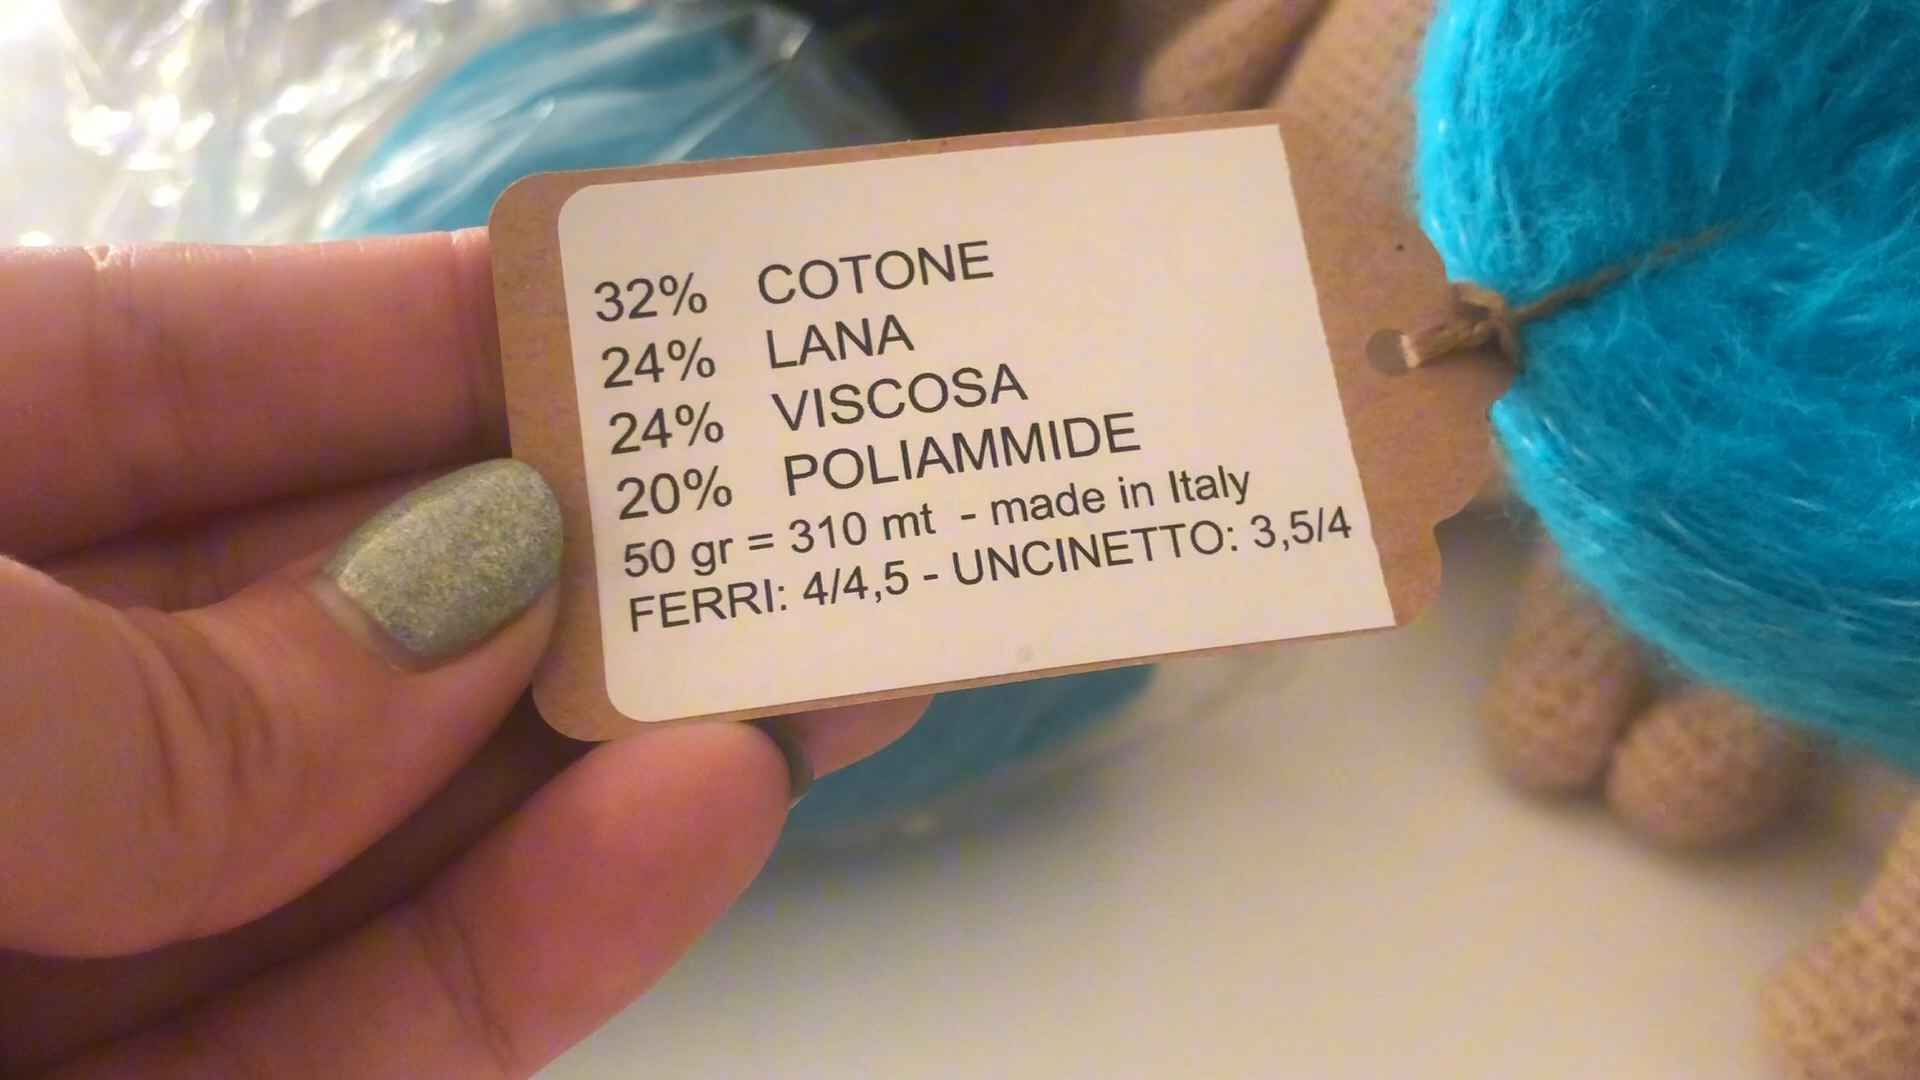 32% COTONE
24% LANA
24% VISCOSA
20% POLIAMMIDE
50 gr = 310 mt - made in Italy
FERRI: 4/4,5 - UNCINETTO: 3,5/4